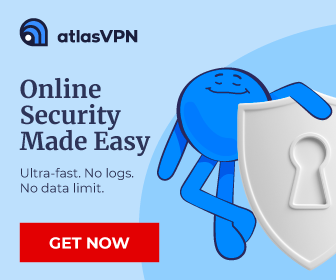 atlasVPN
Online
Security
Made Easy
Ultra-fast. No logs.
No data limit.
GET NOW